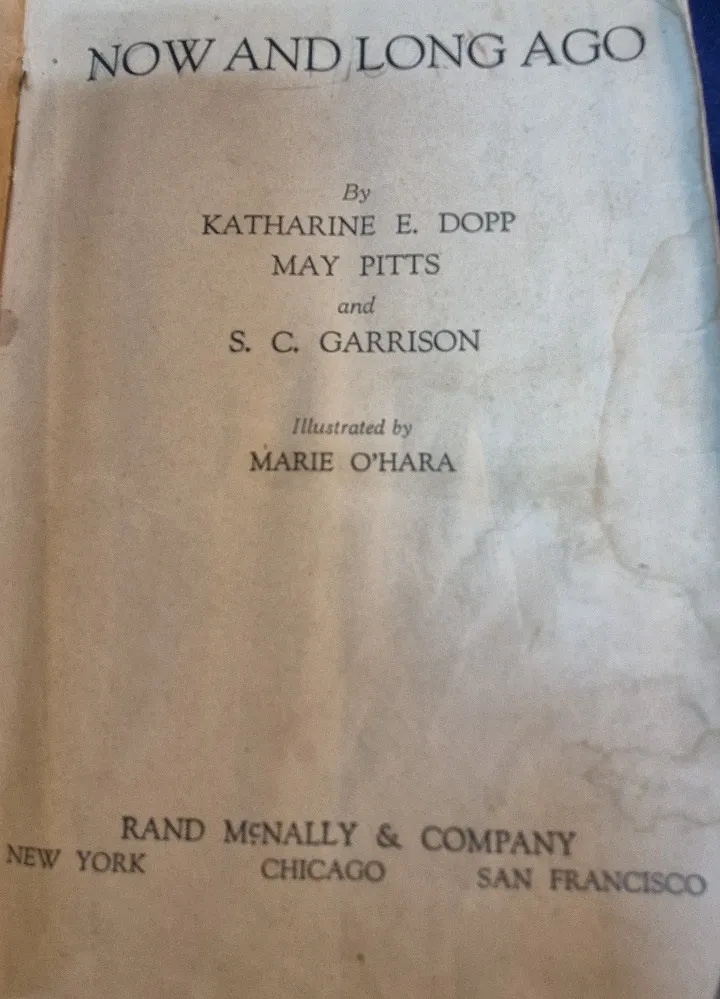 NOW AND LONG AGO
By
KATHARINE E. DOPP
MAY PITTS
and
S. C. GARRISON
Illustrated by
MARIE O'HARA
RAND McNALLY & COMPANY
NEW YORK CHICAGO SAN FRANCISCO